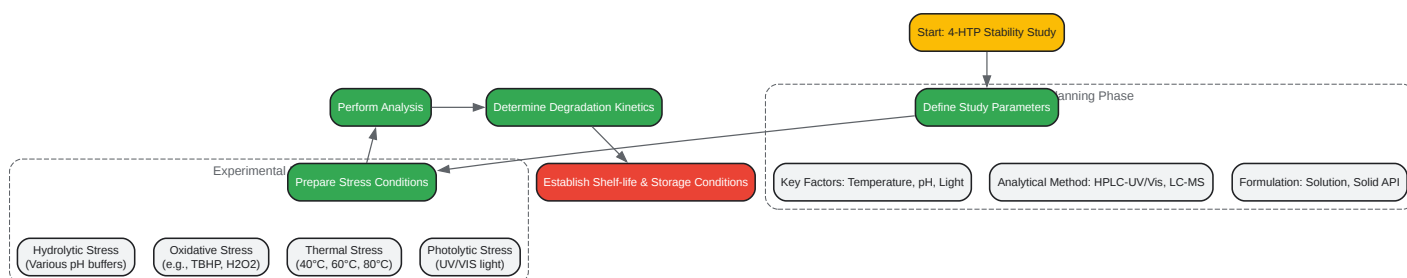 Start: 4-HTP Stability Study
Planning Phase
Define Study Parameters
Perform Analysis
Determine Degradation Kinetics
Experimental
Prepare Stress Conditions
Establish Shelf-life & Storage Conditions
Key Factors: Temperature, pH, Light
Analytical Method: HPLC-UV/Vis, LC-MS
Formulation: Solution, Solid API
Hydrolytic Stress
(Various pH buffers)
Oxidative Stress
(e.g., TBHP, H2O2)
Thermal Stress
(40°C, 60°C, 80°C)
Photolytic Stress
(UV/VIS light)